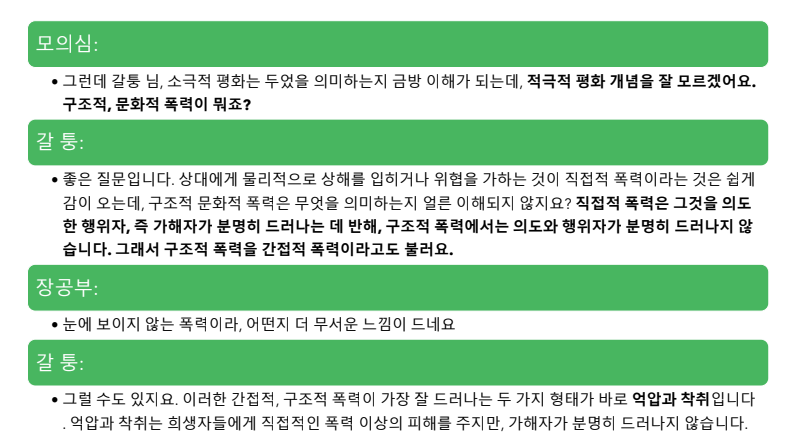 모의심:
• 그런데 갈퉁 님, 소극적 평화는 두었을 의미하는지 금방 이해가 되는데, 적극적 평화 개념을 잘 모르겠어요.
구조적, 문화적 폭력이 뭐죠?
갈 퉁:
• 좋은 질문입니다. 상대에게 물리적으로 상해를 입히거나 위협을 가하는 것이 직접적 폭력이라는 것은 쉽게
감이 오는데, 구조적 문화적 폭력은 무엇을 의미하는지 얼른 이해되지 않지요? 직접적 폭력은 그것을 의도
한 행위자, 즉 가해자가 분명히 드러나는 데 반해, 구조적 폭력에서는 의도와 행위자가 분명히 드러나지 않
습니다. 그래서 구조적 폭력을 간접적 폭력이라고도 불러요.
장공부:
• 눈에 보이지 않는 폭력이라, 어떤지 더 무서운 느낌이 드네요
갈 퉁:
• 그럴 수도 있지요. 이러한 간접적, 구조적 폭력이 가장 잘 드러나는 두 가지 형태가 바로 억압과 착취입니다
. 억압과 착취는 희생자들에게 직접적인 폭력 이상의 피해를 주지만, 가해자가 분명히 드러나지 않습니다.